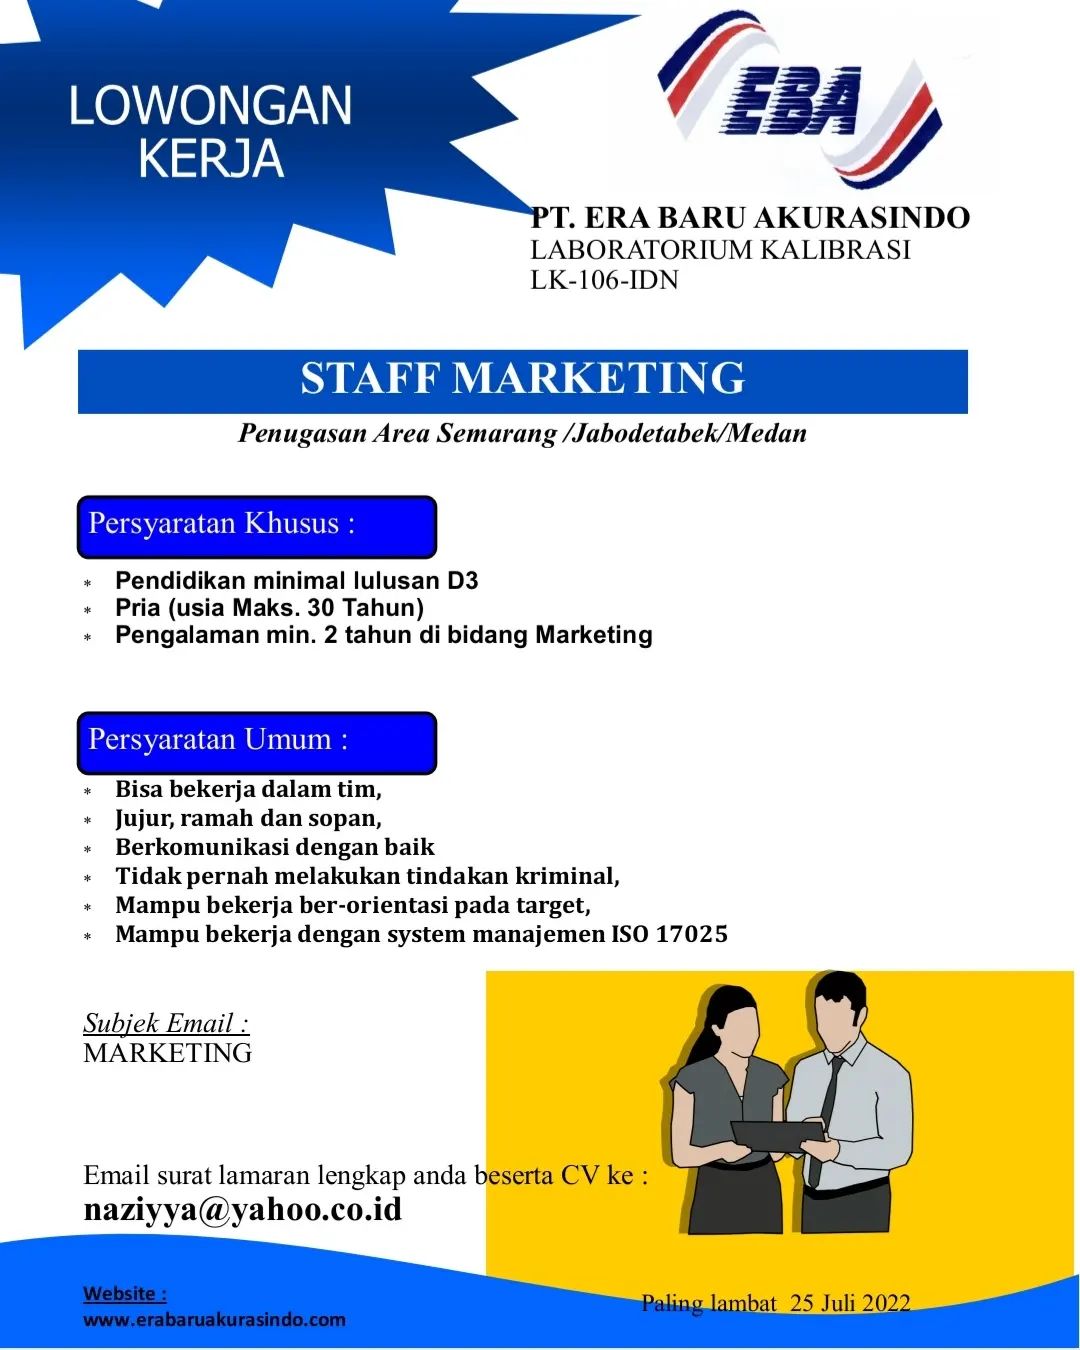 LOWONGAN
KERJA
EBA
PT. ERA BARU AKURASINDO
LABORATORIUM KALIBRASI
LK-106-IDN
STAFF MARKETING
Penugasan Area Semarang /Jabodetabek/Medan
Persyaratan Khusus :
* Pendidikan minimal lulusan D3
* Pria (usia Maks. 30 Tahun)
* Pengalaman min. 2 tahun di bidang Marketing
Persyaratan Umum :
* Bisa bekerja dalam tim,
* Jujur, ramah dan sopan,
* Berkomunikasi dengan baik
* Tidak pernah melakukan tindakan kriminal,
* Mampu bekerja ber-orientasi pada target,
* Mampu bekerja dengan system manajemen ISO 17025
Subjek Email :
MARKETING
Email surat lamaran lengkap anda beserta CV ke :
naziyya@yahoo.co.id
Website :
www.erabaruakurasindo.com
Paling lambat  25 Juli 2022